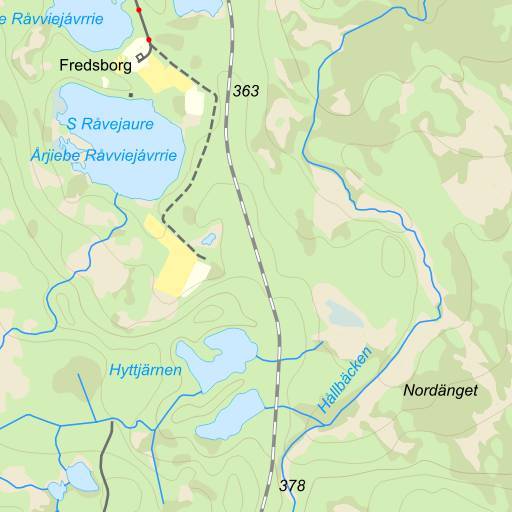 e Råvviejávrrie
Fredsborg
363
S Råvejaure
Årjiebe Råvviejávrrie
Hyttjärnen
Hällbäcken
Nordänget
378